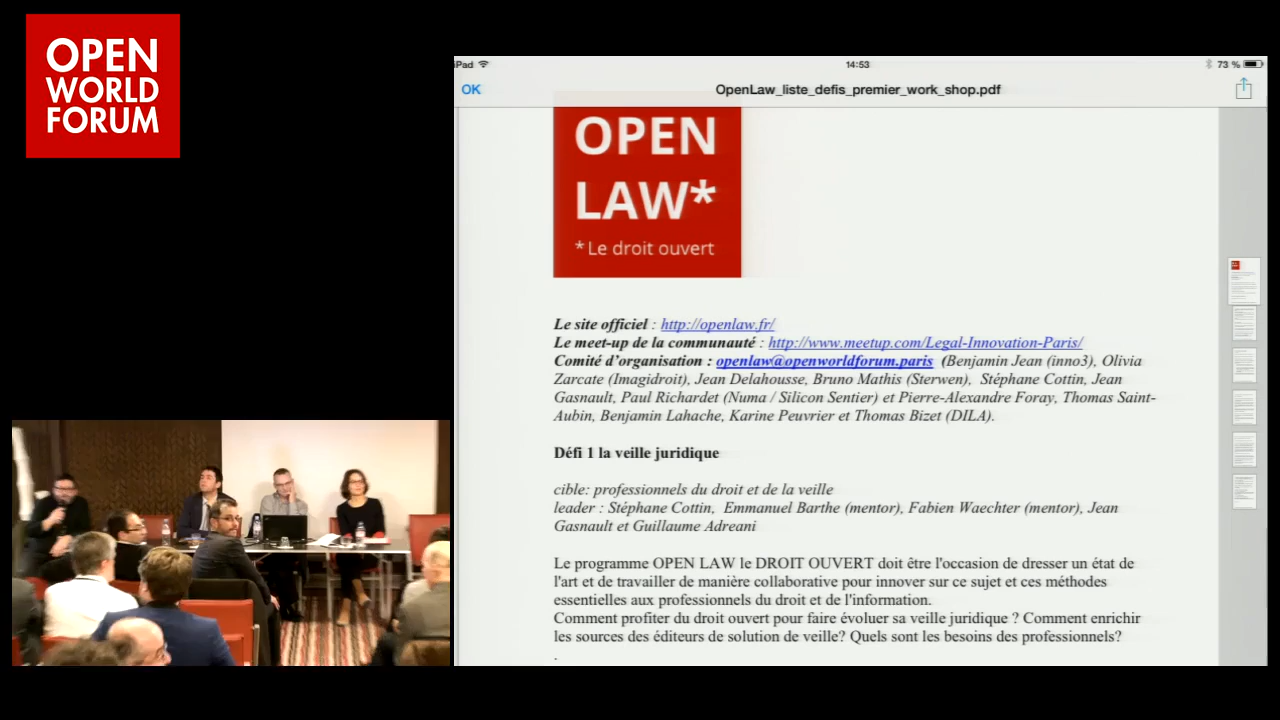 OPEN
WORLD
FORUM
iPad
14:53
73 %
OK
OpenLaw_liste_defis_premier_work_shop.pdf
OPEN
LAW*
* Le droit ouvert
Le site officiel : http://openlaw.fr/
Le meet-up de la communauté : http://www.meetup.com/Legal-Innovation-Paris/
Comité d'organisation : openlaw@openworldforum.paris (Benjamin Jean (inno3), Olivia
Zarcate (Imagidroit), Jean Delahousse, Bruno Mathis (Sterwen), Stéphane Cottin, Jean
Gasnault, Paul Richardet (Numa / Silicon Sentier) et Pierre-Alexandre Foray, Thomas Saint-
Aubin, Benjamin Lahache, Karine Peuvrier et Thomas Bizet (DILA).
Défi 1 la veille juridique
cible: professionnels du droit et de la veille
leader : Stéphane Cottin, Emmanuel Barthe (mentor), Fabien Waechter (mentor), Jean
Gasnault et Guillaume Adreani
Le programme OPEN LAW le DROIT OUVERT doit être l'occasion de dresser un état de
l'art et de travailler de manière collaborative pour innover sur ce sujet et ces méthodes
essentielles aux professionnels du droit et de l'information.
Comment profiter du droit ouvert pour faire évoluer sa veille juridique ? Comment enrichir
les sources des éditeurs de solution de veille? Quels sont les besoins des professionnels?
.